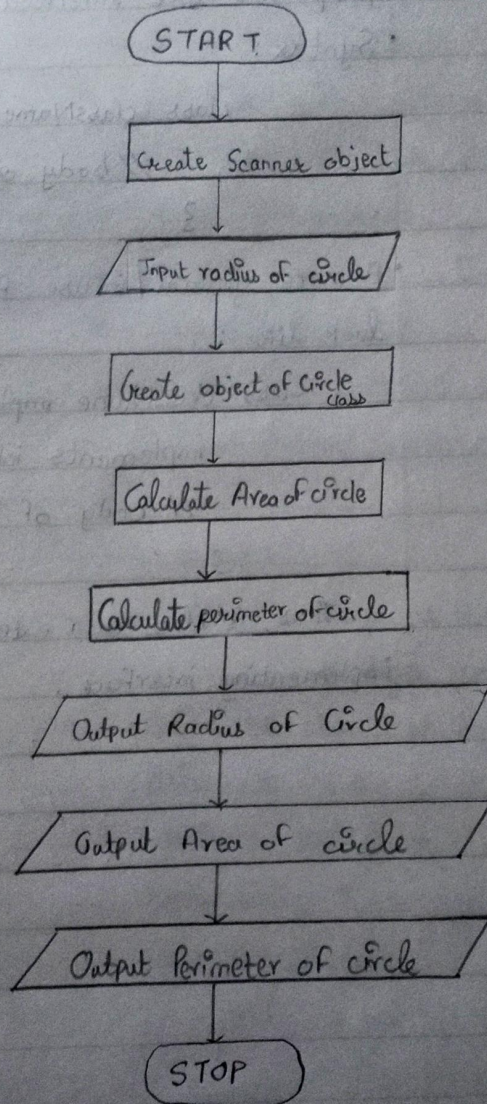 START
Create Scanner object
Input radius of circle
Create object of Circle
class
Calculate Area of circle
Calculate perimeter of circle
Output Radius of Circle
Output Area of circle
Output Perimeter of circle
STOP